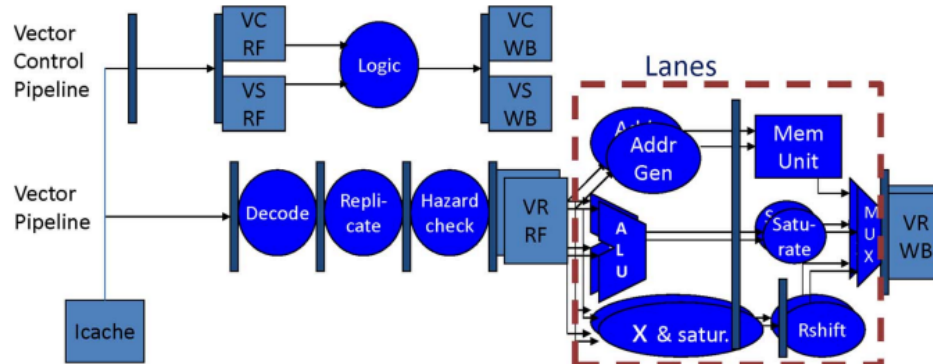 Vector
Control
Pipeline
VC
RF
VS
RF
Logic
VC
WB
VS
WB
Lanes
Addr
Gen
Mem
Unit
Vector
Pipeline
Decode
Repli-
cate
Hazard
check
VR
RF
A
L
U
S
Satu-
rate
M
U
X
VR
WB
Icache
X & satur.
Rshift